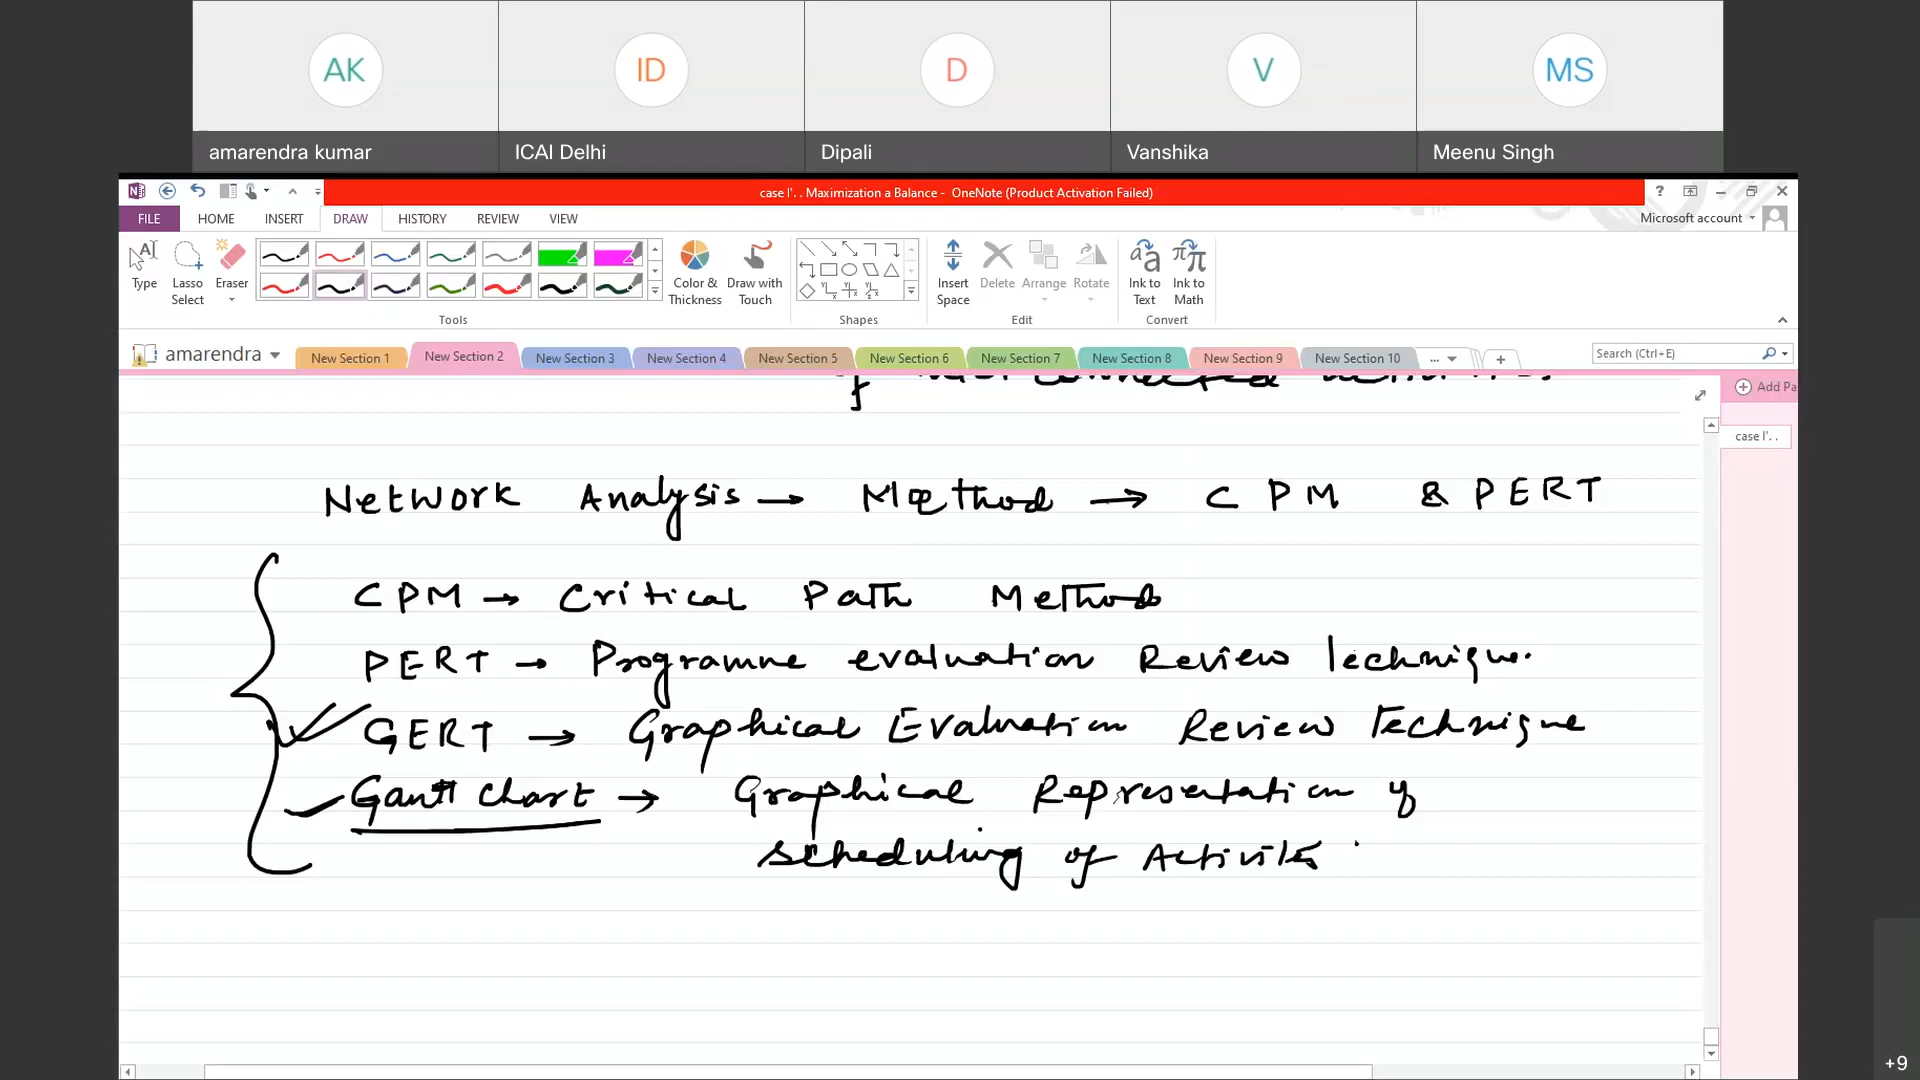 AK ID D V MS
amarendra kumar ICAI Delhi Dipali Vanshika Meenu Singh
case I'. . Maximization a Balance - OneNote (Product Activation Failed) ?
FILE HOME INSERT DRAW HISTORY REVIEW VIEW Microsoft account
Type Lasso Select Eraser Color & Thickness Draw with Touch Insert Space Delete Arrange Rotate Ink to Text Ink to Math
Tools Shapes Edit Convert
amarendra New Section 1 New Section 2 New Section 3 New Section 4 New Section 5 New Section 6 New Section 7 New Section 8 New Section 9 New Section 10 ... + Search (Ctrl+E)
Add Pa
case I'. .
Network Analysis → Method → CPM & PERT
CPM → Critical Path Method
PERT → Programne evaluation Review Technique.
GERT → Graphical Evaluation Review Technique
Gantt chart → Graphical Representation of
scheduling of Activities
+9